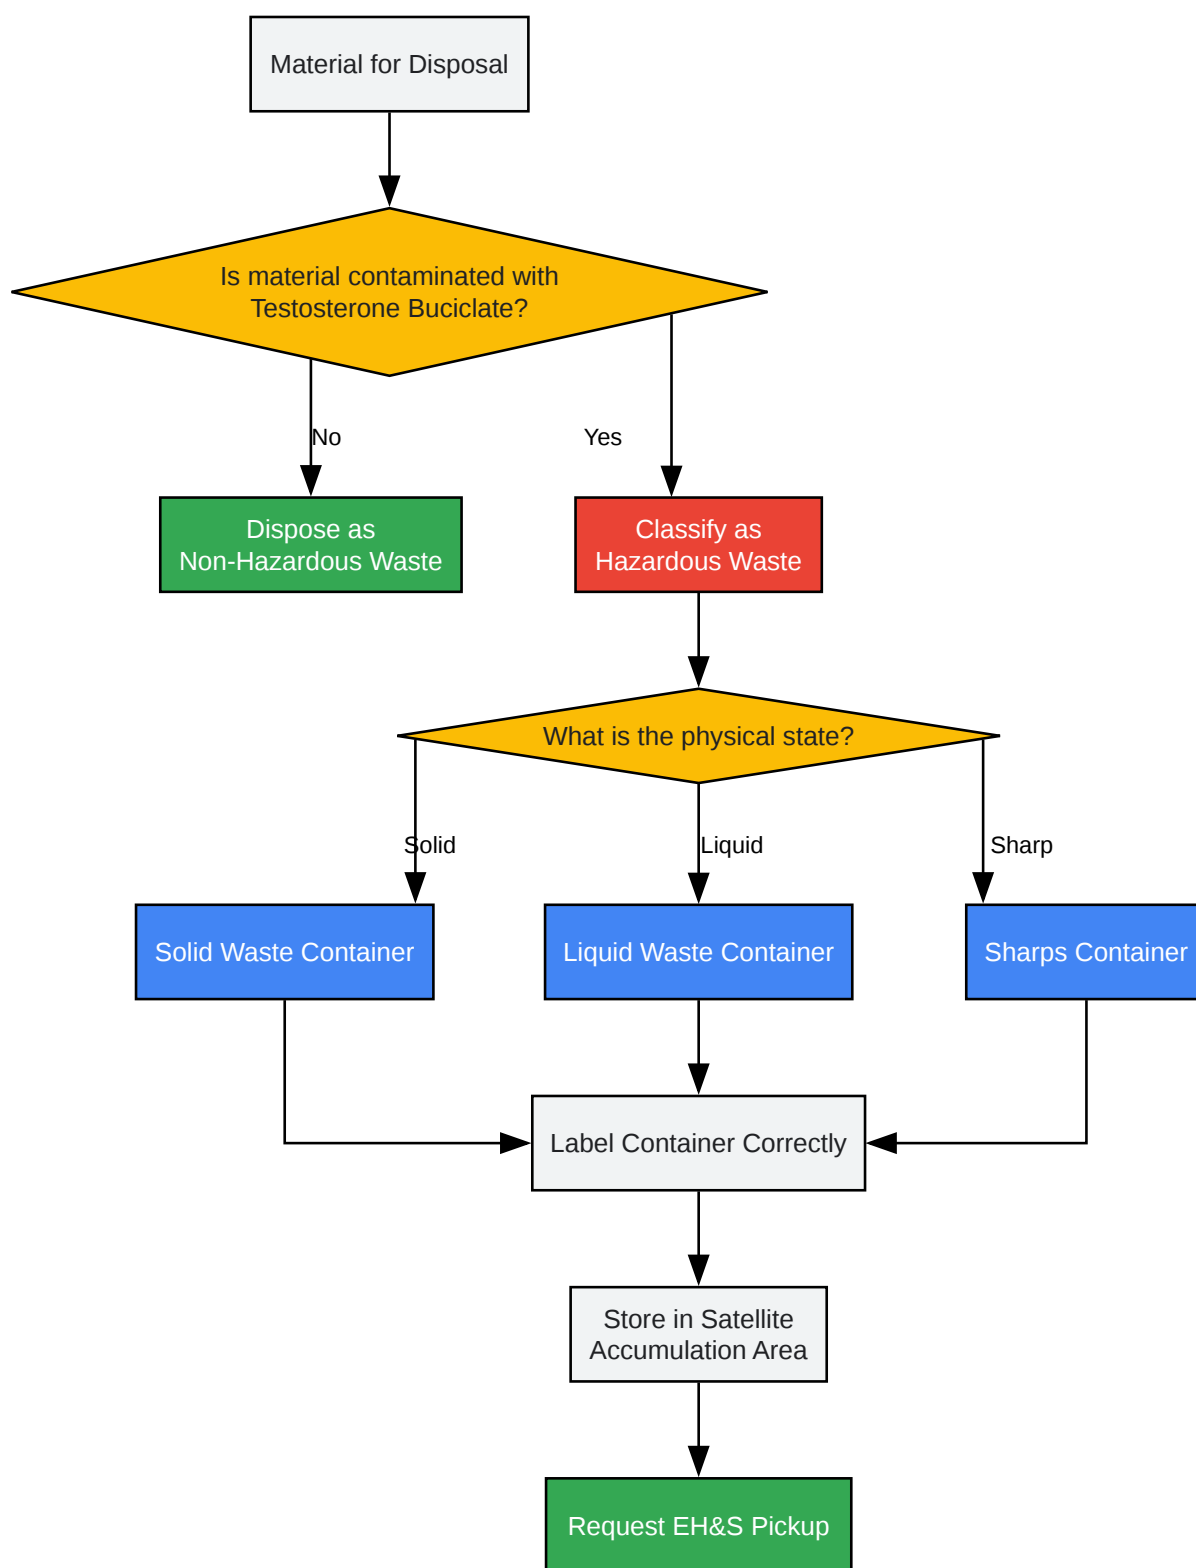 Material for Disposal
Is material contaminated with
Testosterone Buciclate?
No
Yes
Dispose as
Non-Hazardous Waste
Classify as
Hazardous Waste
What is the physical state?
Solid
Liquid
Sharp
Solid Waste Container
Liquid Waste Container
Sharps Container
Label Container Correctly
Store in Satellite
Accumulation Area
Request EH&S Pickup